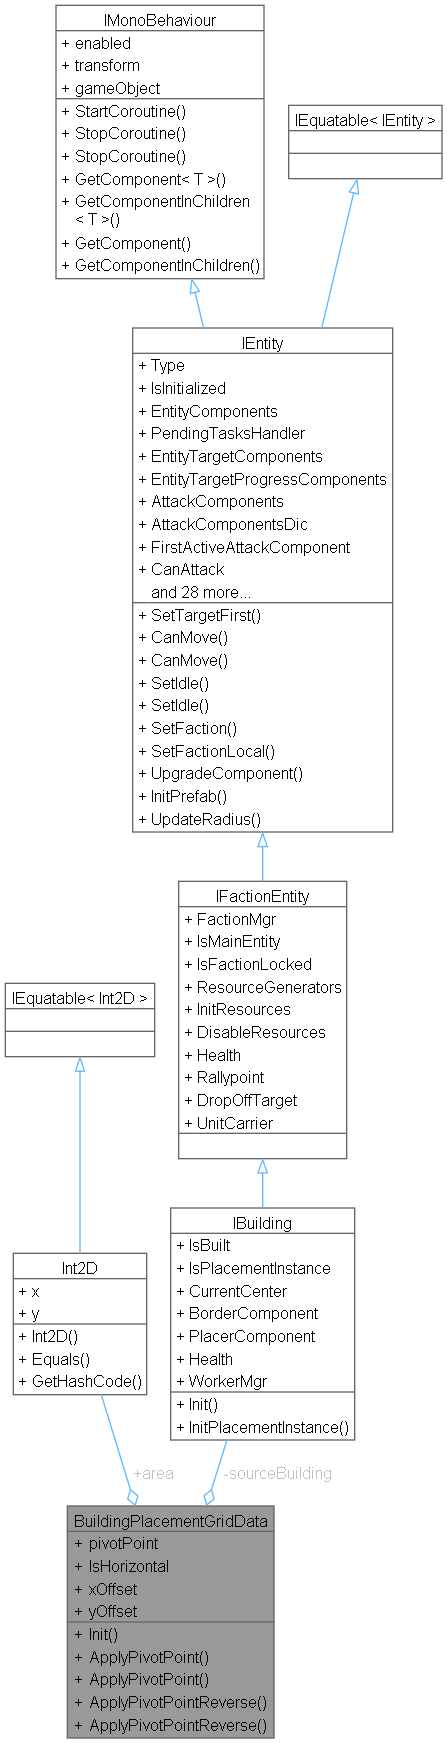 IMonoBehaviour
+ enabled
+ transform
+ gameObject
+ StartCoroutine()
+ StopCoroutine()
+ StopCoroutine()
+ GetComponent< T >()
+ GetComponentInChildren
< T >()
+ GetComponent()
+ GetComponentInChildren()
IEquatable< IEntity >
IEntity
+ Type
+ IsInitialized
+ EntityComponents
+ PendingTasksHandler
+ EntityTargetComponents
+ EntityTargetProgressComponents
+ AttackComponents
+ AttackComponentsDic
+ FirstActiveAttackComponent
+ CanAttack
and 28 more...
+ SetTargetFirst()
+ CanMove()
+ CanMove()
+ SetIdle()
+ SetIdle()
+ SetFaction()
+ SetFactionLocal()
+ UpgradeComponent()
+ InitPrefab()
+ UpdateRadius()
IFactionEntity
+ FactionMgr
+ IsMainEntity
+ IsFactionLocked
+ ResourceGenerators
+ InitResources
+ DisableResources
+ Health
+ Rallypoint
+ DropOffTarget
+ UnitCarrier
IEquatable< Int2D >
IBuilding
+ IsBuilt
+ IsPlacementInstance
+ CurrentCenter
+ BorderComponent
+ PlacerComponent
+ Health
+ WorkerMgr
+ Init()
+ InitPlacementInstance()
Int2D
+ x
+ y
+ Int2D()
+ Equals()
+ GetHashCode()
+area
-sourceBuilding
BuildingPlacementGridData
+ pivotPoint
+ IsHorizontal
+ xOffset
+ yOffset
+ Init()
+ ApplyPivotPoint()
+ ApplyPivotPoint()
+ ApplyPivotPointReverse()
+ ApplyPivotPointReverse()